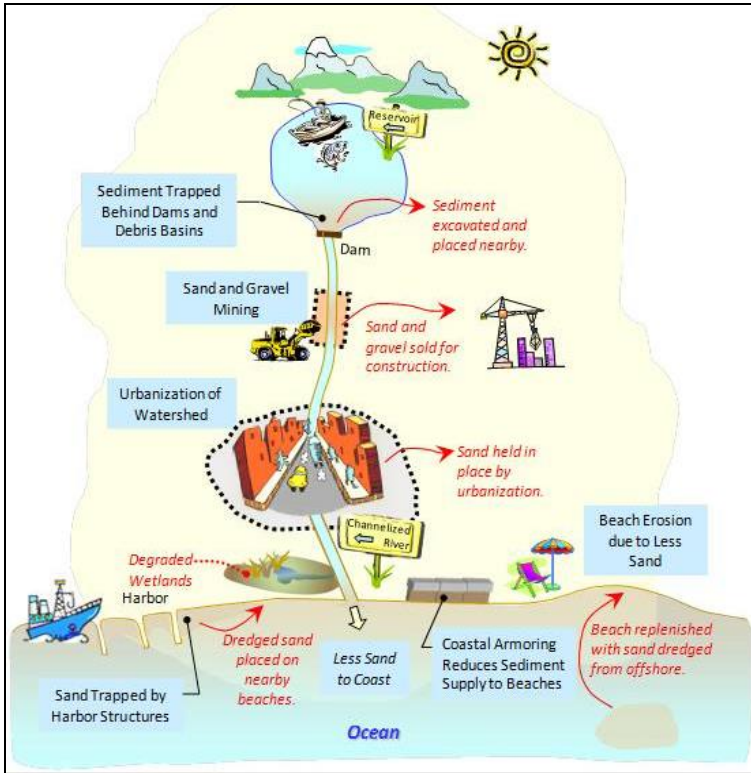 Reservoir
Sediment Trapped
Behind Dams and
Debris Basins
Sediment
excavated and
placed nearby.
Dam
Sand and Gravel
Mining
Sand and
gravel sold for
construction.
Urbanization of
Watershed
Sand held in
place by
urbanization.
Channelized
River
Beach Erosion
due to Less
Sand
Degraded
Wetlands
Harbor
Dredged sand
placed on
nearby
beaches.
Less Sand
to Coast
Coastal Armoring
Reduces Sediment
Supply to Beaches
Beach replenished
with sand dredged
from offshore.
Sand Trapped by
Harbor Structures
Ocean